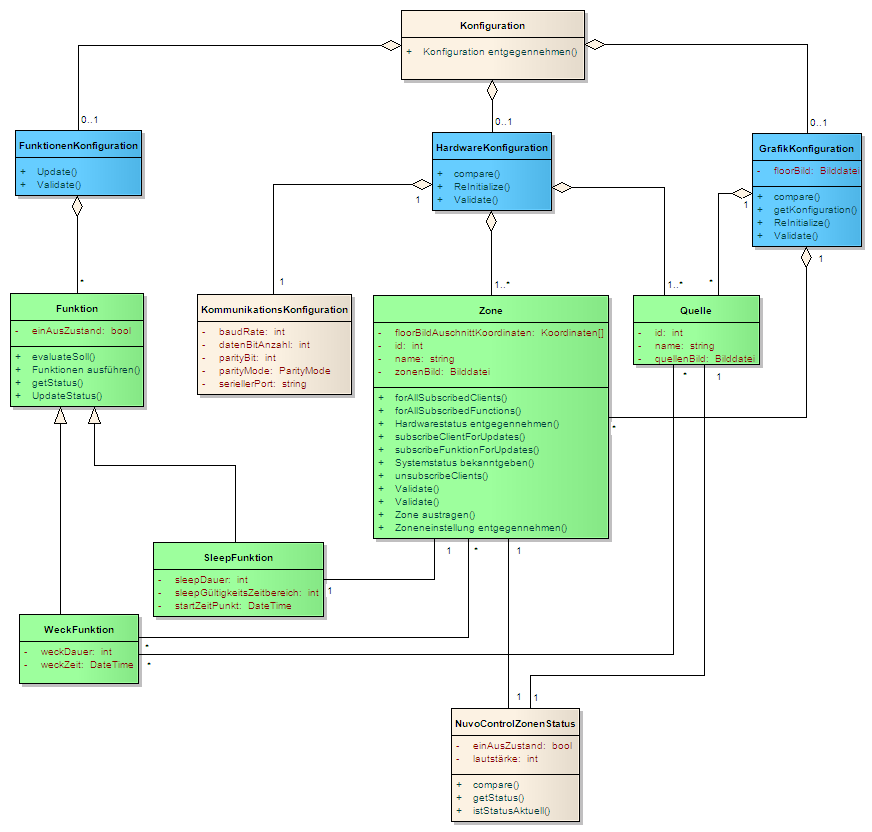 Konfiguration
+ Konfiguration entgegennehmen()
0..1
0..1
0..1
FunktionenKonfiguration
+ Update()
+ Validate()
HardwareKonfiguration
+ compare()
+ ReInitialize()
+ Validate()
GrafikKonfiguration
- floorBild: Bilddatei
+ compare()
+ getKonfiguration()
+ ReInitialize()
+ Validate()
1
1
1
*
1
1..*
1..*
*
Funktion
- einAusZustand: bool
+ evaluateSoll()
+ Funktionen ausführen()
+ getStatus()
+ UpdateStatus()
KommunikationsKonfiguration
- baudRate: int
- datenBitAnzahl: int
- parityBit: int
- parityMode: ParityMode
- seriellerPort: string
Zone
- floorBildAuschnittKoordinaten: Koordinaten[]
- id: int
- name: string
- zonenBild: Bilddatei
+ forAllSubscribedClients()
+ forAllSubscribedFunctions()
+ Hardwarestatus entgegennehmen()
+ subscribeClientForUpdates()
+ subscribeFunktionForUpdates()
+ Systemstatus bekanntgeben()
+ unsubscribeClients()
+ Validate()
+ Validate()
+ Zone austragen()
+ Zoneneinstellung entgegennehmen()
Quelle
- id: int
- name: string
- quellenBild: Bilddatei
*
1
*
1
*
1
SleepFunktion
- sleepDauer: int
- sleepGültigkeitsZeitbereich: int
- startZeitPunkt: DateTime
1
WeckFunktion
- weckDauer: int
- weckZeit: DateTime
*
*
1
1
NuvoControlZonenStatus
- einAusZustand: bool
- lautstärke: int
+ compare()
+ getStatus()
+ istStatusAktuell()